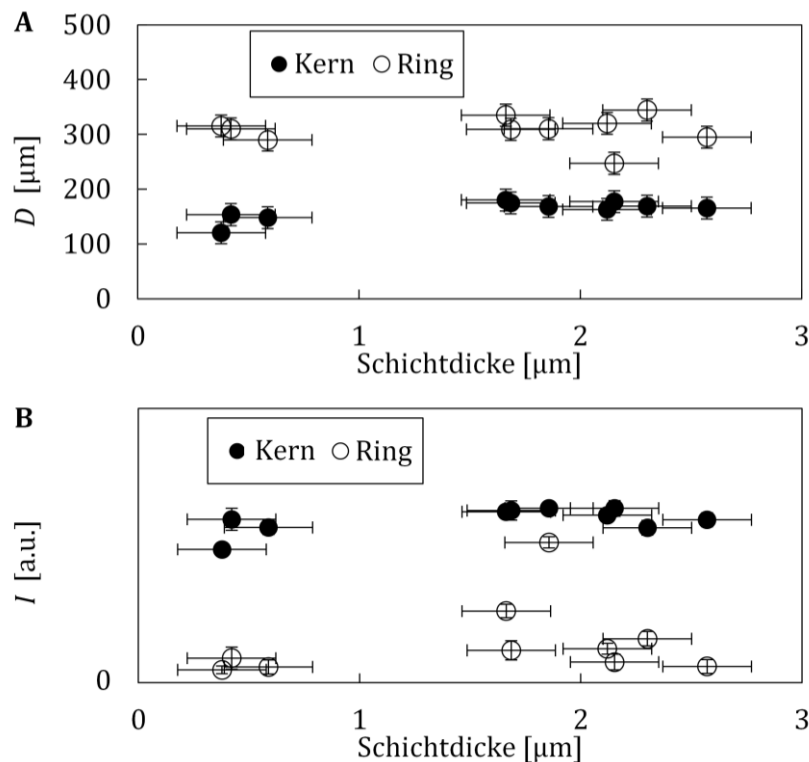 A
500
400
300
200
100
0
D [μm]
Kern Ring
0 1 2 3
Schichtdicke [μm]
B
Kern Ring
I [a.u.]
0
0 1 2 3
Schichtdicke [μm]